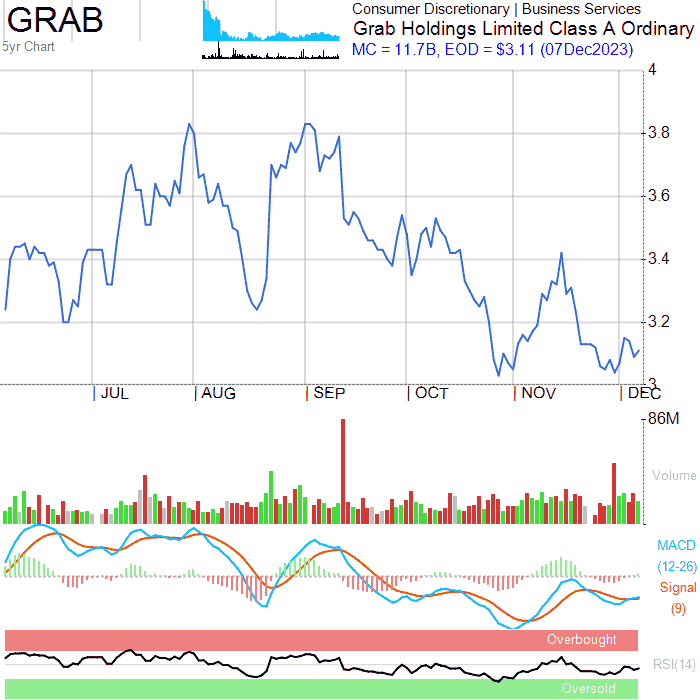 GRAB
5yr Chart
Consumer Discretionary | Business Services
Grab Holdings Limited Class A Ordinary
MC = 11.7B, EOD = $3.11 (07Dec2023)
4
3.8
3.6
3.4
3.2
3
JUL AUG SEP OCT NOV DEC
86M
Volume
MACD
(12-26)
Signal
(9)
Overbought
RSI(14)
Oversold